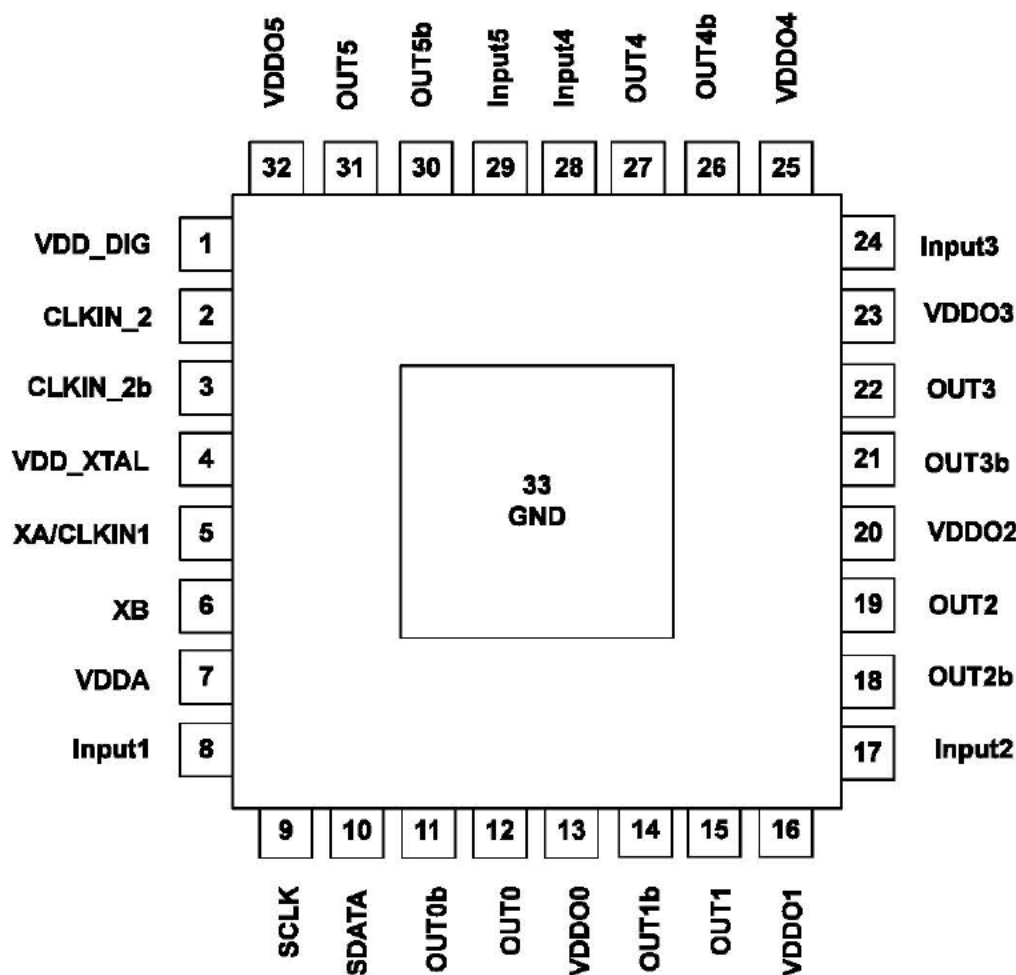 VDDO5
OUT5
OUT5b
Input5
Input4
OUT4
OUT4b
VDDO4
32 31 30 29 28 27 26 25
VDD_DIG 1
CLKIN_2 2
CLKIN_2b 3
VDD_XTAL 4
XA/CLKIN1 5
XB 6
VDDA 7
Input1 8
33
GND
24 Input3
23 VDDO3
22 OUT3
21 OUT3b
20 VDDO2
19 OUT2
18 OUT2b
17 Input2
9 10 11 12 13 14 15 16
SCLK
SDATA
OUT0b
OUT0
VDDO0
OUT1b
OUT1
VDDO1